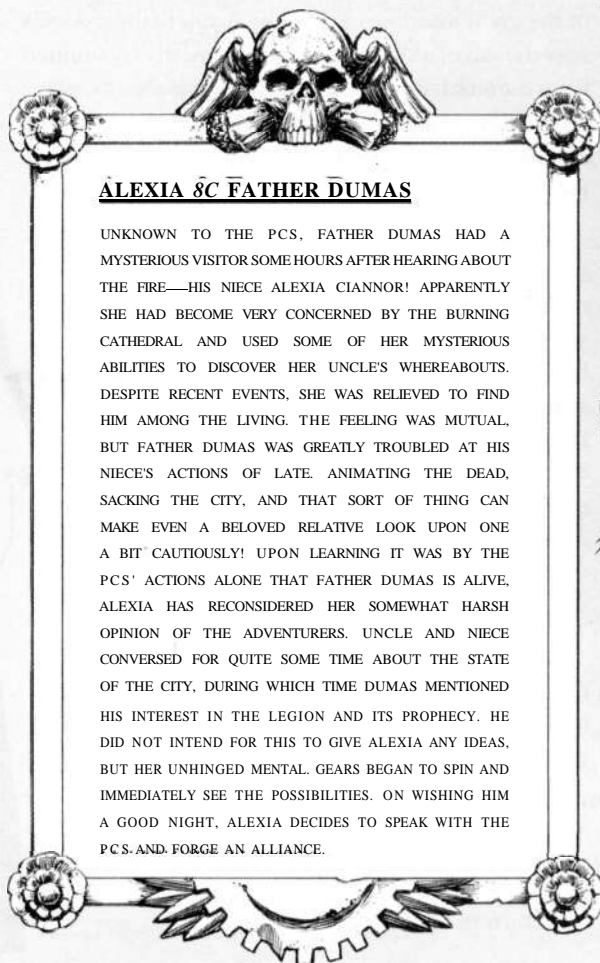 ALEXIA 8C FATHER DUMAS
UNKNOWN TO THE PCS, FATHER DUMAS HAD A
MYSTERIOUS VISITOR SOME HOURS AFTER HEARING ABOUT
THE FIRE—HIS NIECE ALEXIA CIANNOR! APPARENTLY
SHE HAD BECOME VERY CONCERNED BY THE BURNING
CATHEDRAL AND USED SOME OF HER MYSTERIOUS
ABILITIES TO DISCOVER HER UNCLE'S WHEREABOUTS.
DESPITE RECENT EVENTS, SHE WAS RELIEVED TO FIND
HIM AMONG THE LIVING. THE FEELING WAS MUTUAL,
BUT FATHER DUMAS WAS GREATLY TROUBLED AT HIS
NIECE'S ACTIONS OF LATE. ANIMATING THE DEAD,
SACKING THE CITY, AND THAT SORT OF THING CAN
MAKE EVEN A BELOVED RELATIVE LOOK UPON ONE
A BIT CAUTIOUSLY! UPON LEARNING IT WAS BY THE
PCS' ACTIONS ALONE THAT FATHER DUMAS IS ALIVE,
ALEXIA HAS RECONSIDERED HER SOMEWHAT HARSH
OPINION OF THE ADVENTURERS. UNCLE AND NIECE
CONVERSED FOR QUITE SOME TIME ABOUT THE STATE
OF THE CITY, DURING WHICH TIME DUMAS MENTIONED
HIS INTEREST IN THE LEGION AND ITS PROPHECY. HE
DID NOT INTEND FOR THIS TO GIVE ALEXIA ANY IDEAS,
BUT HER UNHINGED MENTAL. GEARS BEGAN TO SPIN AND
IMMEDIATELY SEE THE POSSIBILITIES. ON WISHING HIM
A GOOD NIGHT, ALEXIA DECIDES TO SPEAK WITH THE
PCS AND FORGE AN ALLIANCE.